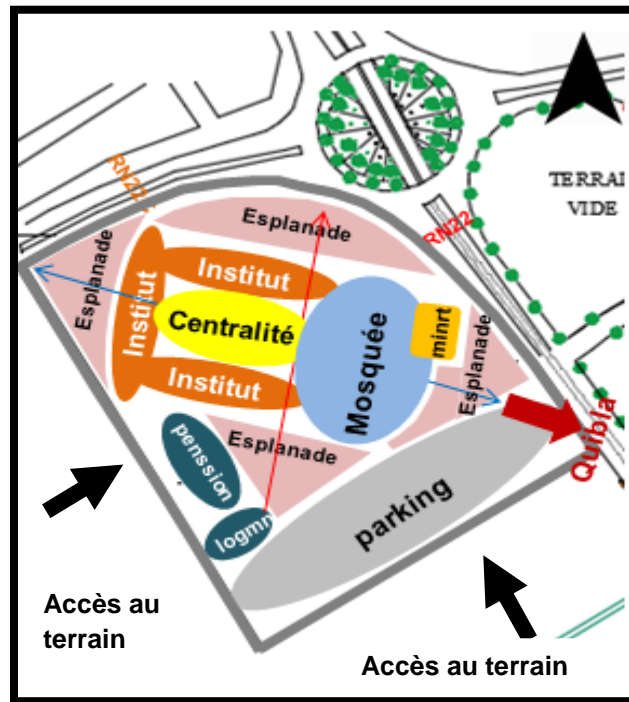 TERRAI
VIDE
RN22
RN22
Esplanade
Esplanade
Institut
Institut
Centralité
Institut
Mosquée
minrt
Esplanade
Esplanade
penssion
logmn
parking
Quibla
Accès au
terrain
Accès au terrain